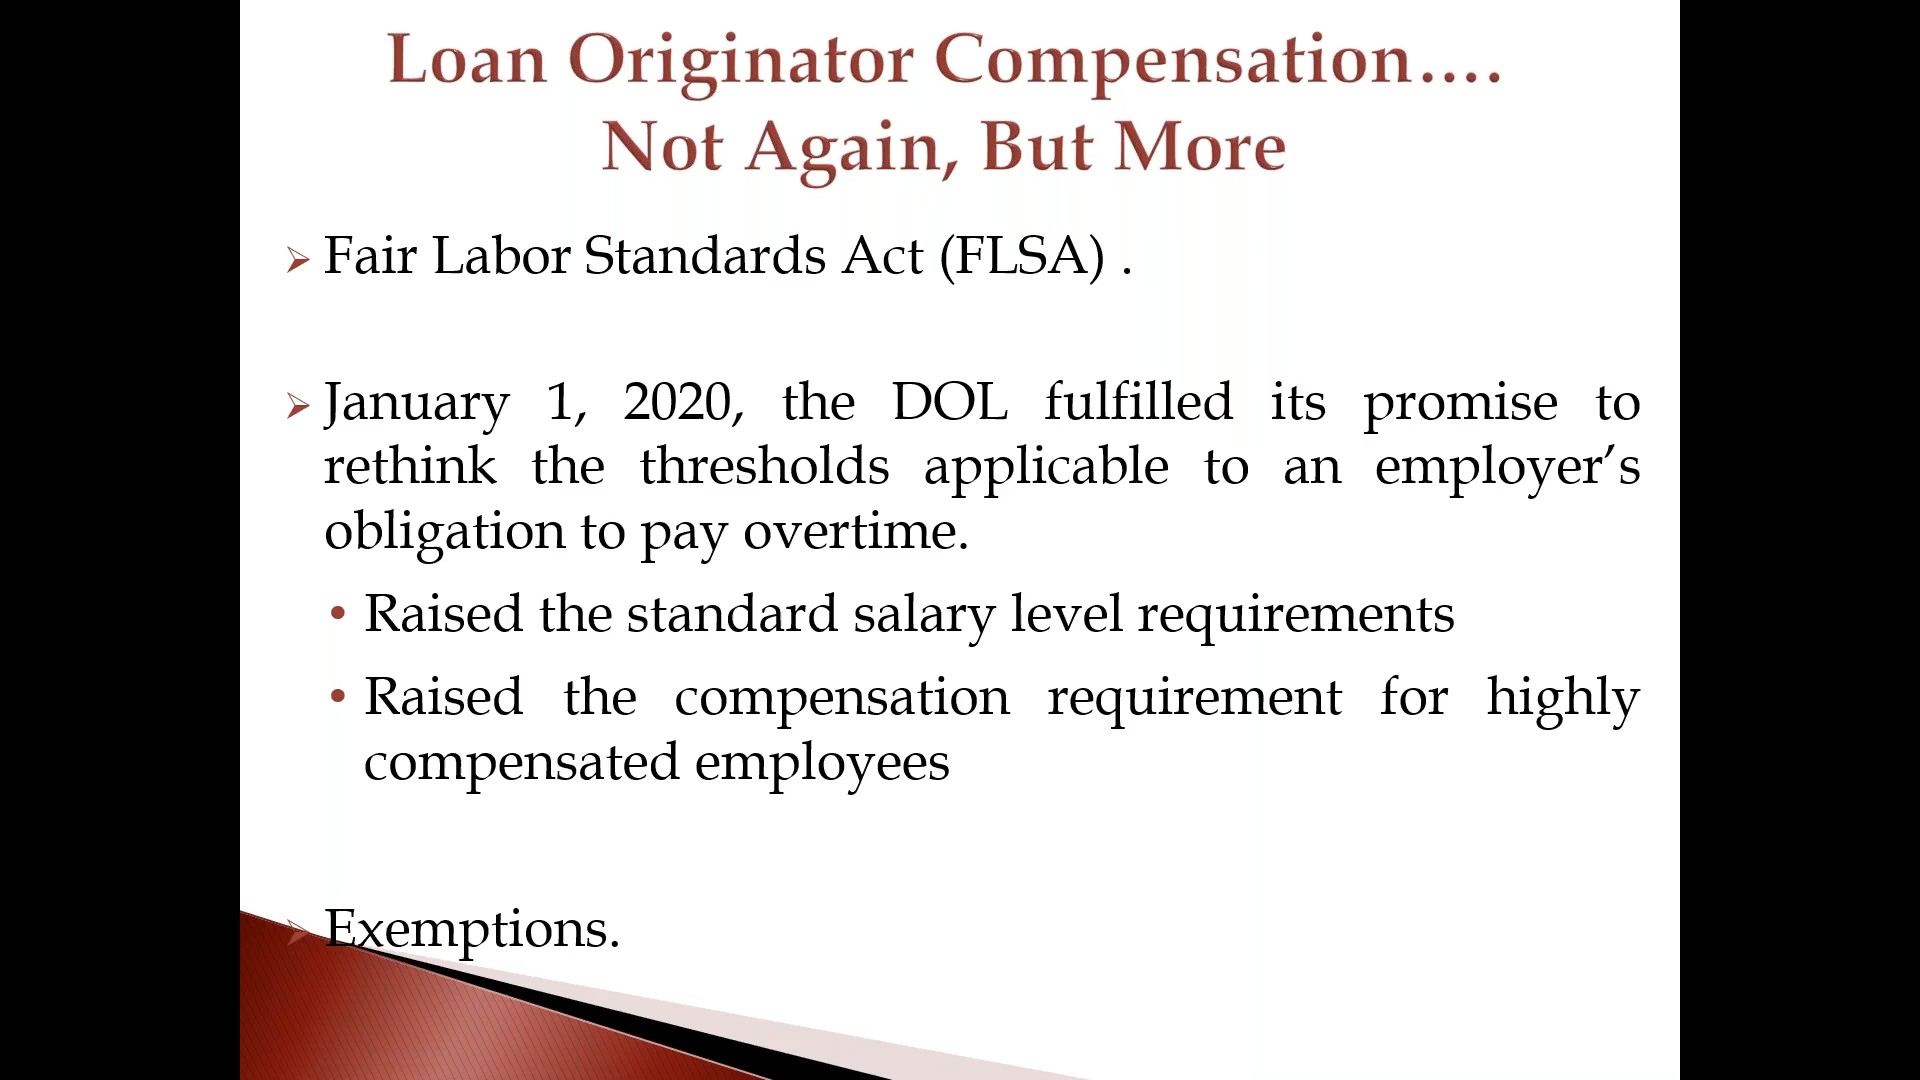 Loan Originator Compensation….
Not Again, But More
➢ Fair Labor Standards Act (FLSA) .
➢ January 1, 2020, the DOL fulfilled its promise to
rethink the thresholds applicable to an employer’s
obligation to pay overtime.
• Raised the standard salary level requirements
• Raised the compensation requirement for highly
compensated employees
➢ Exemptions.